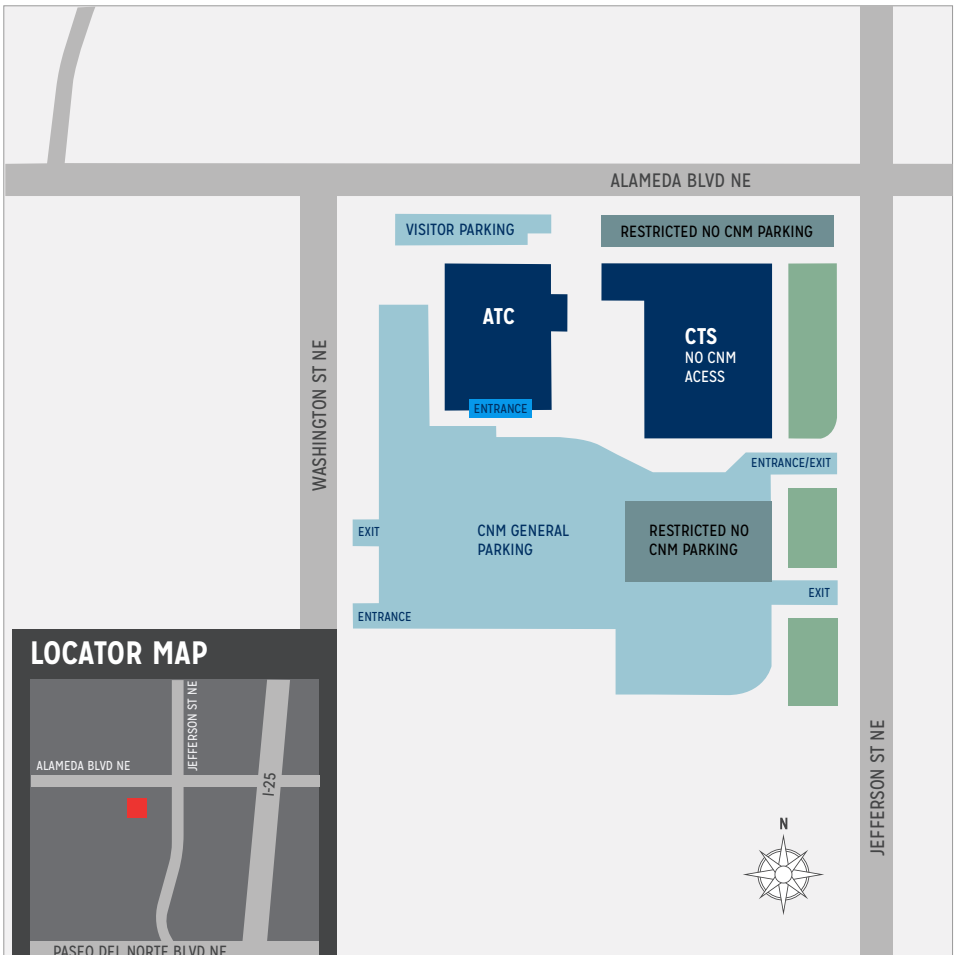 ALAMEDA BLVD NE
VISITOR PARKING
RESTRICTED NO CNM PARKING
ATC
CTS
NO CNM
ACESS
WASHINGTON ST NE
ENTRANCE
ENTRANCE/EXIT
EXIT
CNM GENERAL
PARKING
RESTRICTED NO
CNM PARKING
EXIT
ENTRANCE
LOCATOR MAP
JEFFERSON ST NE
ALAMEDA BLVD NE
I-25
PASEO DEL NORTE BLVD NE
JEFFERSON ST NE
N